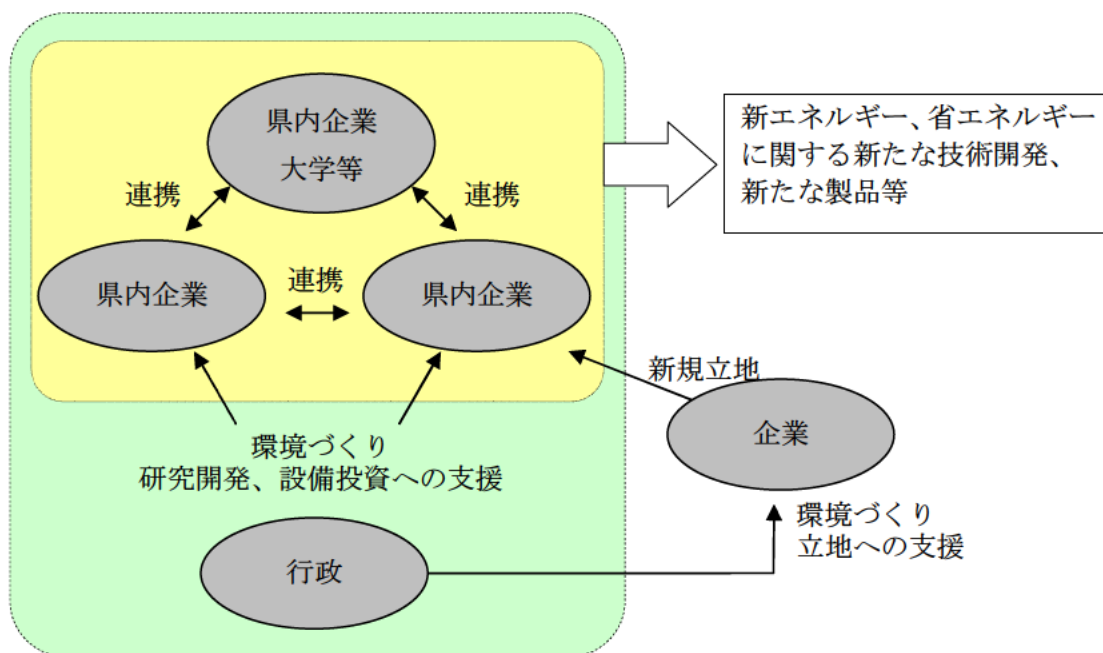 県内企業
大学等
新エネルギー、省エネルギー
に関する新たな技術開発、
新たな製品等
連携
連携
県内企業
連携
県内企業
新規立地
企業
環境づくり
研究開発、設備投資への支援
環境づくり
立地への支援
行政